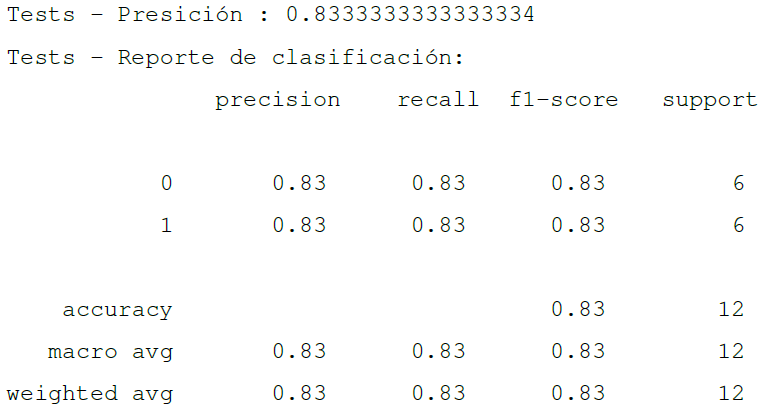 Tests - Presición : 0.8333333333333334
Tests - Reporte de clasificación:
precision recall f1-score support
0 0.83 0.83 0.83 6
1 0.83 0.83 0.83 6
accuracy 0.83 12
macro avg 0.83 0.83 0.83 12
weighted avg 0.83 0.83 0.83 12